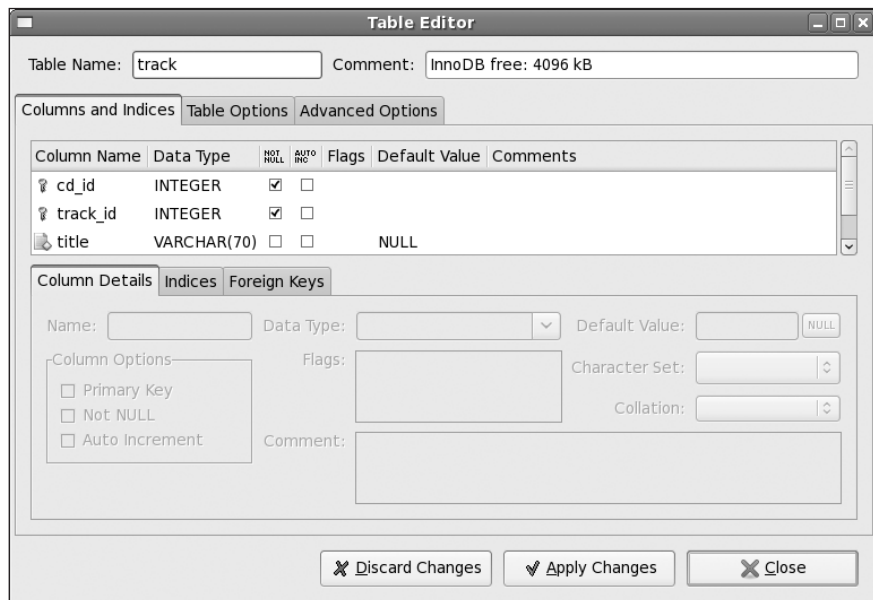 Table Editor
Table Name: track Comment: InnoDB free: 4096 kB
Columns and Indices Table Options Advanced Options
Column Name Data Type NOT NULL AUTO INC Flags Default Value Comments
cd_id INTEGER
track_id INTEGER
title VARCHAR(70) NULL
Column Details Indices Foreign Keys
Name: Data Type: Default Value: NULL
Column Options Flags: Character Set:
Primary Key
Not NULL Collation:
Auto Increment Comment:
Discard Changes Apply Changes Close